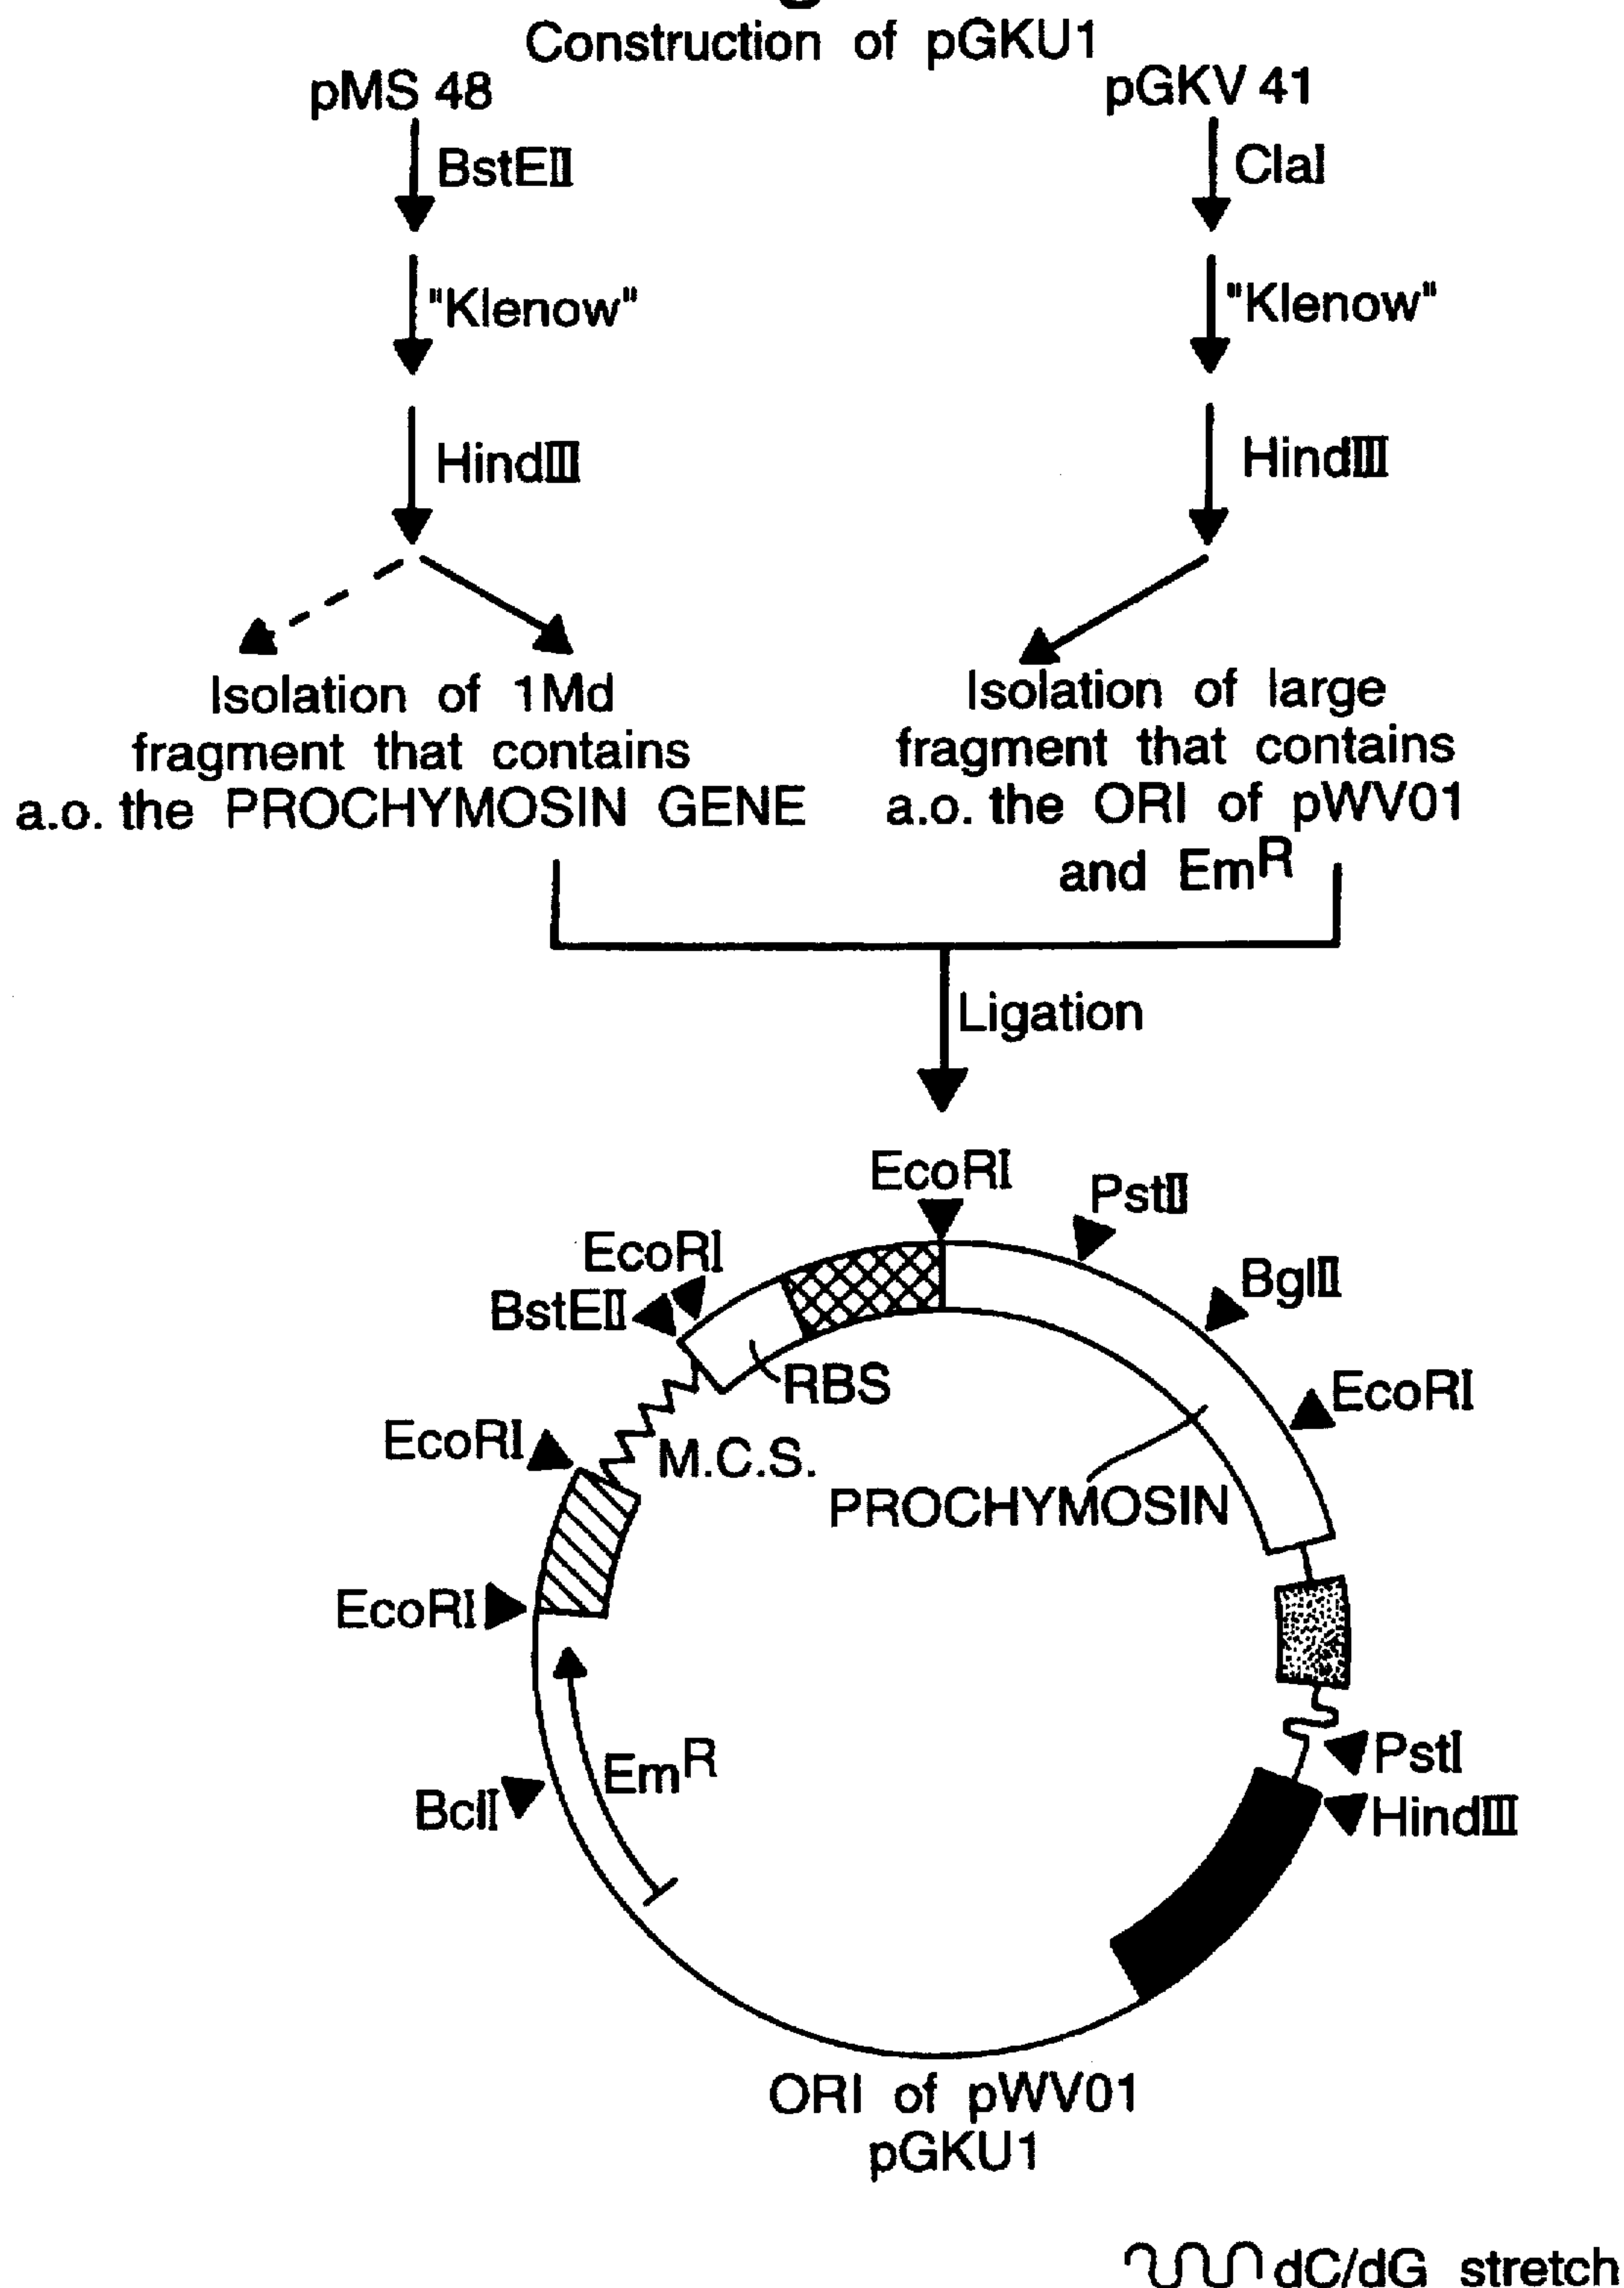 Construction of pGKU1
pMS 48
pGKV 41
BstEII
ClaI
"Klenow"
"Klenow"
HindIII
HindIII
Isolation of 1Md
fragment that contains
a.o. the PROCHYMOSIN GENE
Isolation of large
fragment that contains
a.o. the ORI of pWV01
and EmR
Ligation
EcoRI
PstII
EcoRI
BglII
BstEII
RBS
EcoRI
EcoRI
M.C.S.
PROCHYMOSIN
EcoRI
EmR
PstI
BclI
HindIII
ORI of pWV01
pGKU1
dC/dG stretch